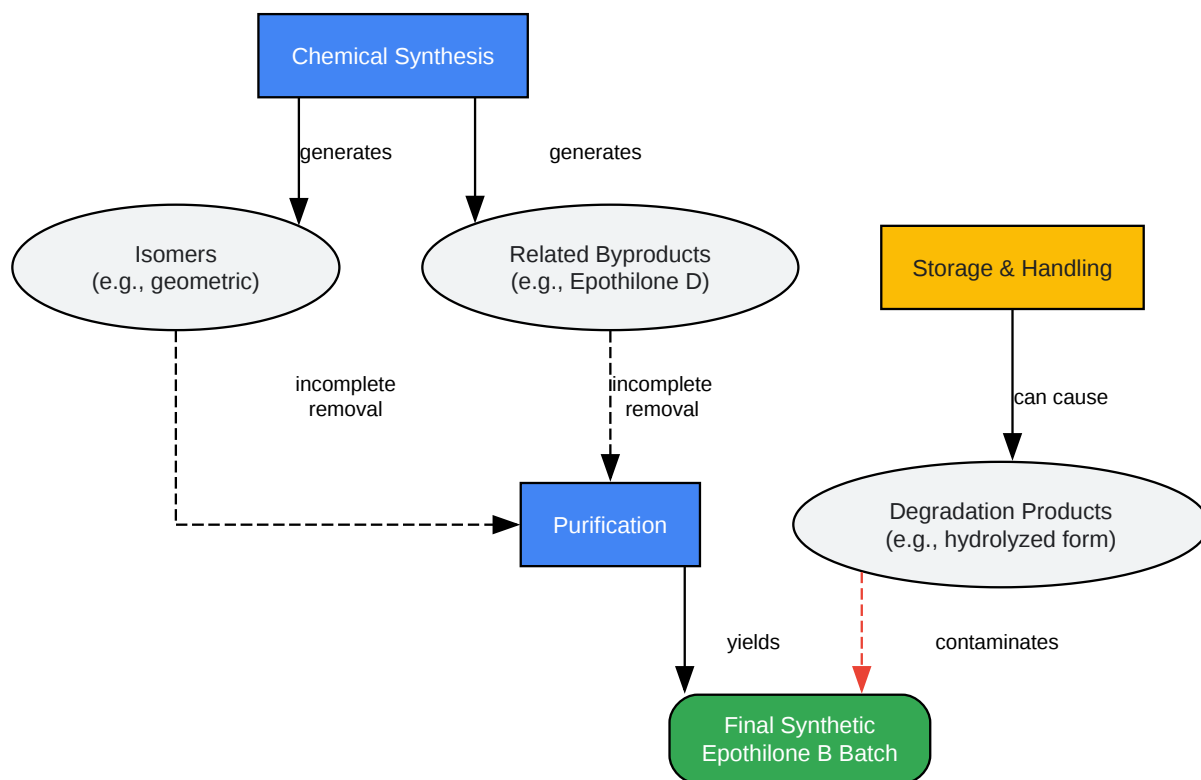 Chemical Synthesis
generates
generates
Isomers
(e.g., geometric)
Related Byproducts
(e.g., Epothilone D)
Storage & Handling
incomplete
removal
incomplete
removal
can cause
Purification
Degradation Products
(e.g., hydrolyzed form)
yields
contaminates
Final Synthetic
Epothilone B Batch